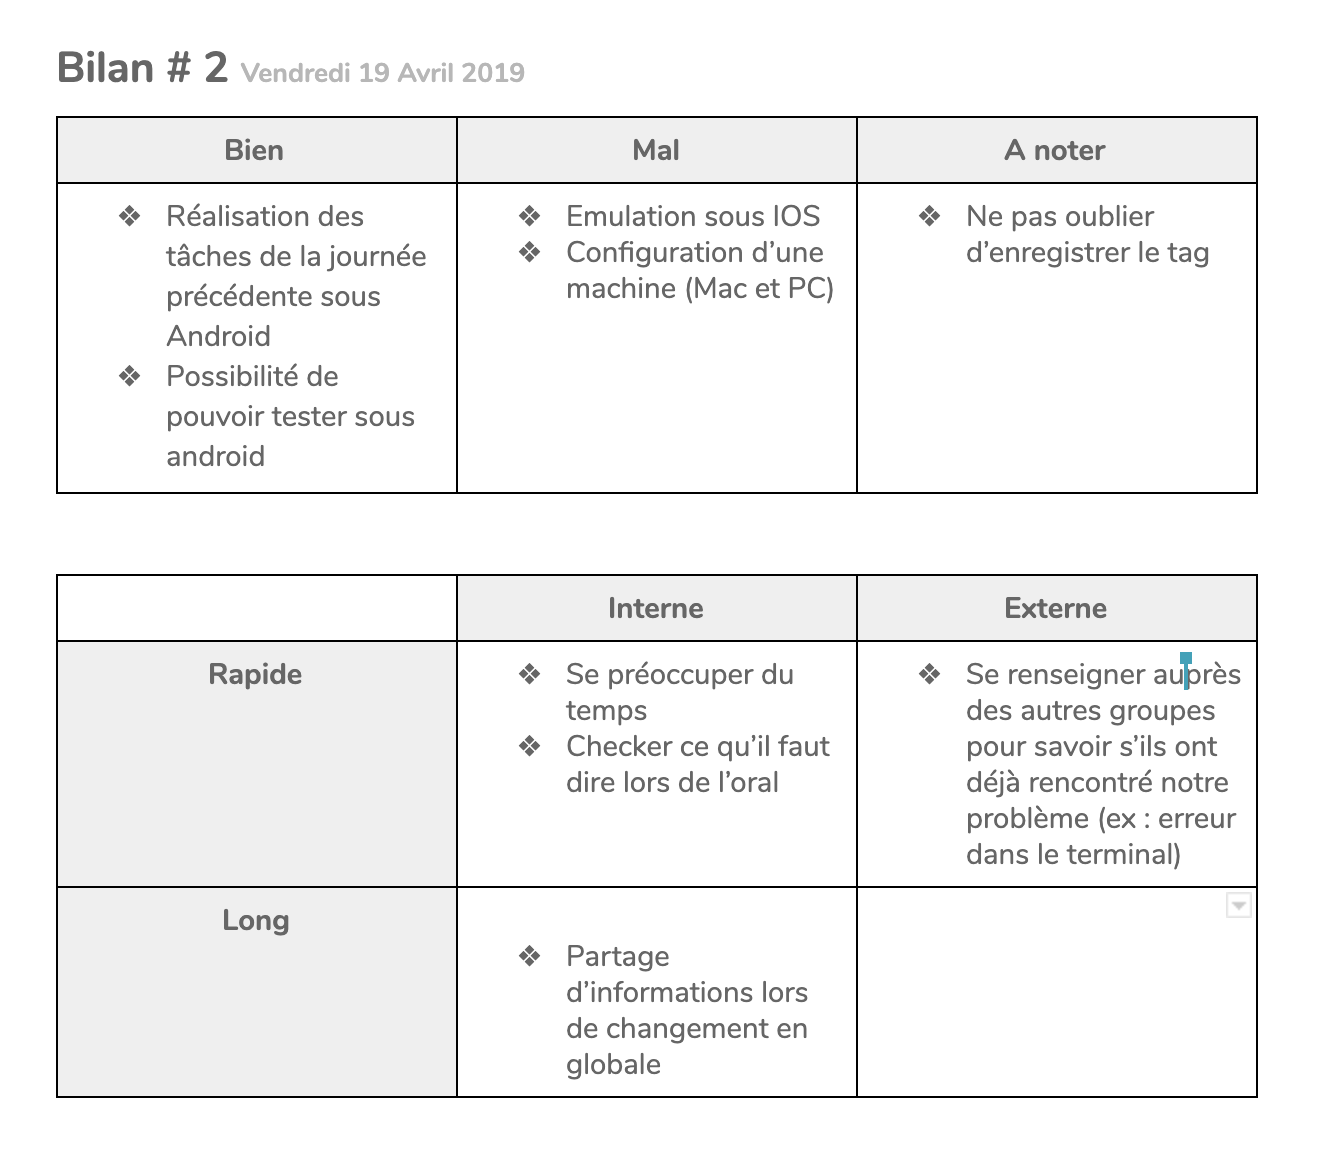 Bilan # 2 Vendredi 19 Avril 2019
Bien
Mal
A noter
❖ Réalisation des
tâches de la journée
précédente sous
Android
❖ Possibilité de
pouvoir tester sous
android
❖ Emulation sous IOS
❖ Configuration d’une
machine (Mac et PC)
❖ Ne pas oublier
d’enregistrer le tag
Interne
Externe
Rapide
❖ Se préoccuper du
temps
❖ Checker ce qu’il faut
dire lors de l’oral
❖ Se renseigner auprès
des autres groupes
pour savoir s’ils ont
déjà rencontré notre
problème (ex : erreur
dans le terminal)
Long
❖ Partage
d’informations lors
de changement en
globale